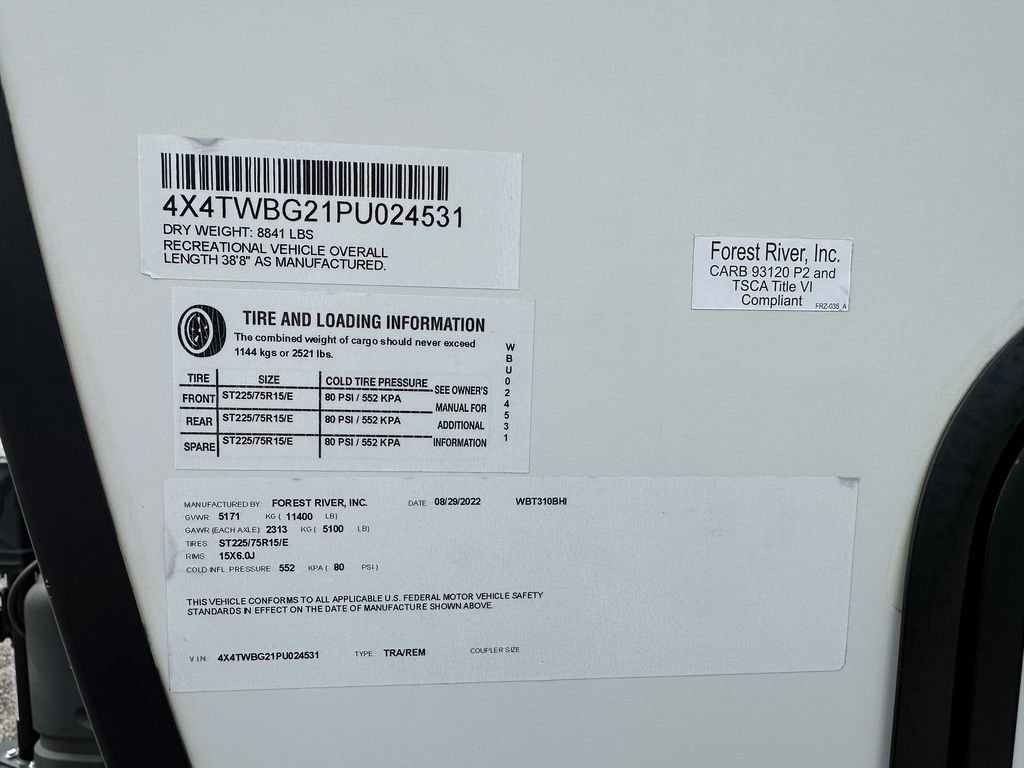 4X4TWBG21PU024531
DRY WEIGHT: 8841 LBS
RECREATIONAL VEHICLE OVERALL
LENGTH 38'8" AS MANUFACTURED.
Forest River, Inc.
CARB 93120 P2 and
TSCA Title VI
Compliant
FRZ-035_A
TIRE AND LOADING INFORMATION
The combined weight of cargo should never exceed
1144 kgs or 2521 lbs.
TIRE SIZE COLD TIRE PRESSURE SEE OWNER'S
FRONT ST225/75R15/E 80 PSI / 552 KPA MANUAL FOR
REAR ST225/75R15/E 80 PSI / 552 KPA ADDITIONAL
SPARE ST225/75R15/E 80 PSI / 552 KPA INFORMATION
WBU024531
MANUFACTURED BY: FOREST RIVER, INC. DATE: 08/29/2022 WBT310BHI
GVWR: 5171 KG ( 11400 LB)
GAWR (EACH AXLE): 2313 KG ( 5100 LB)
TIRES: ST225/75R15/E
RIMS: 15X6.0J
COLD INFL. PRESSURE: 552 KPA ( 80 PSI )
THIS VEHICLE CONFORMS TO ALL APPLICABLE U.S. FEDERAL MOTOR VEHICLE SAFETY
STANDARDS IN EFFECT ON THE DATE OF MANUFACTURE SHOWN ABOVE.
V I N: 4X4TWBG21PU024531 TYPE: TRA/REM COUPLER SIZE: